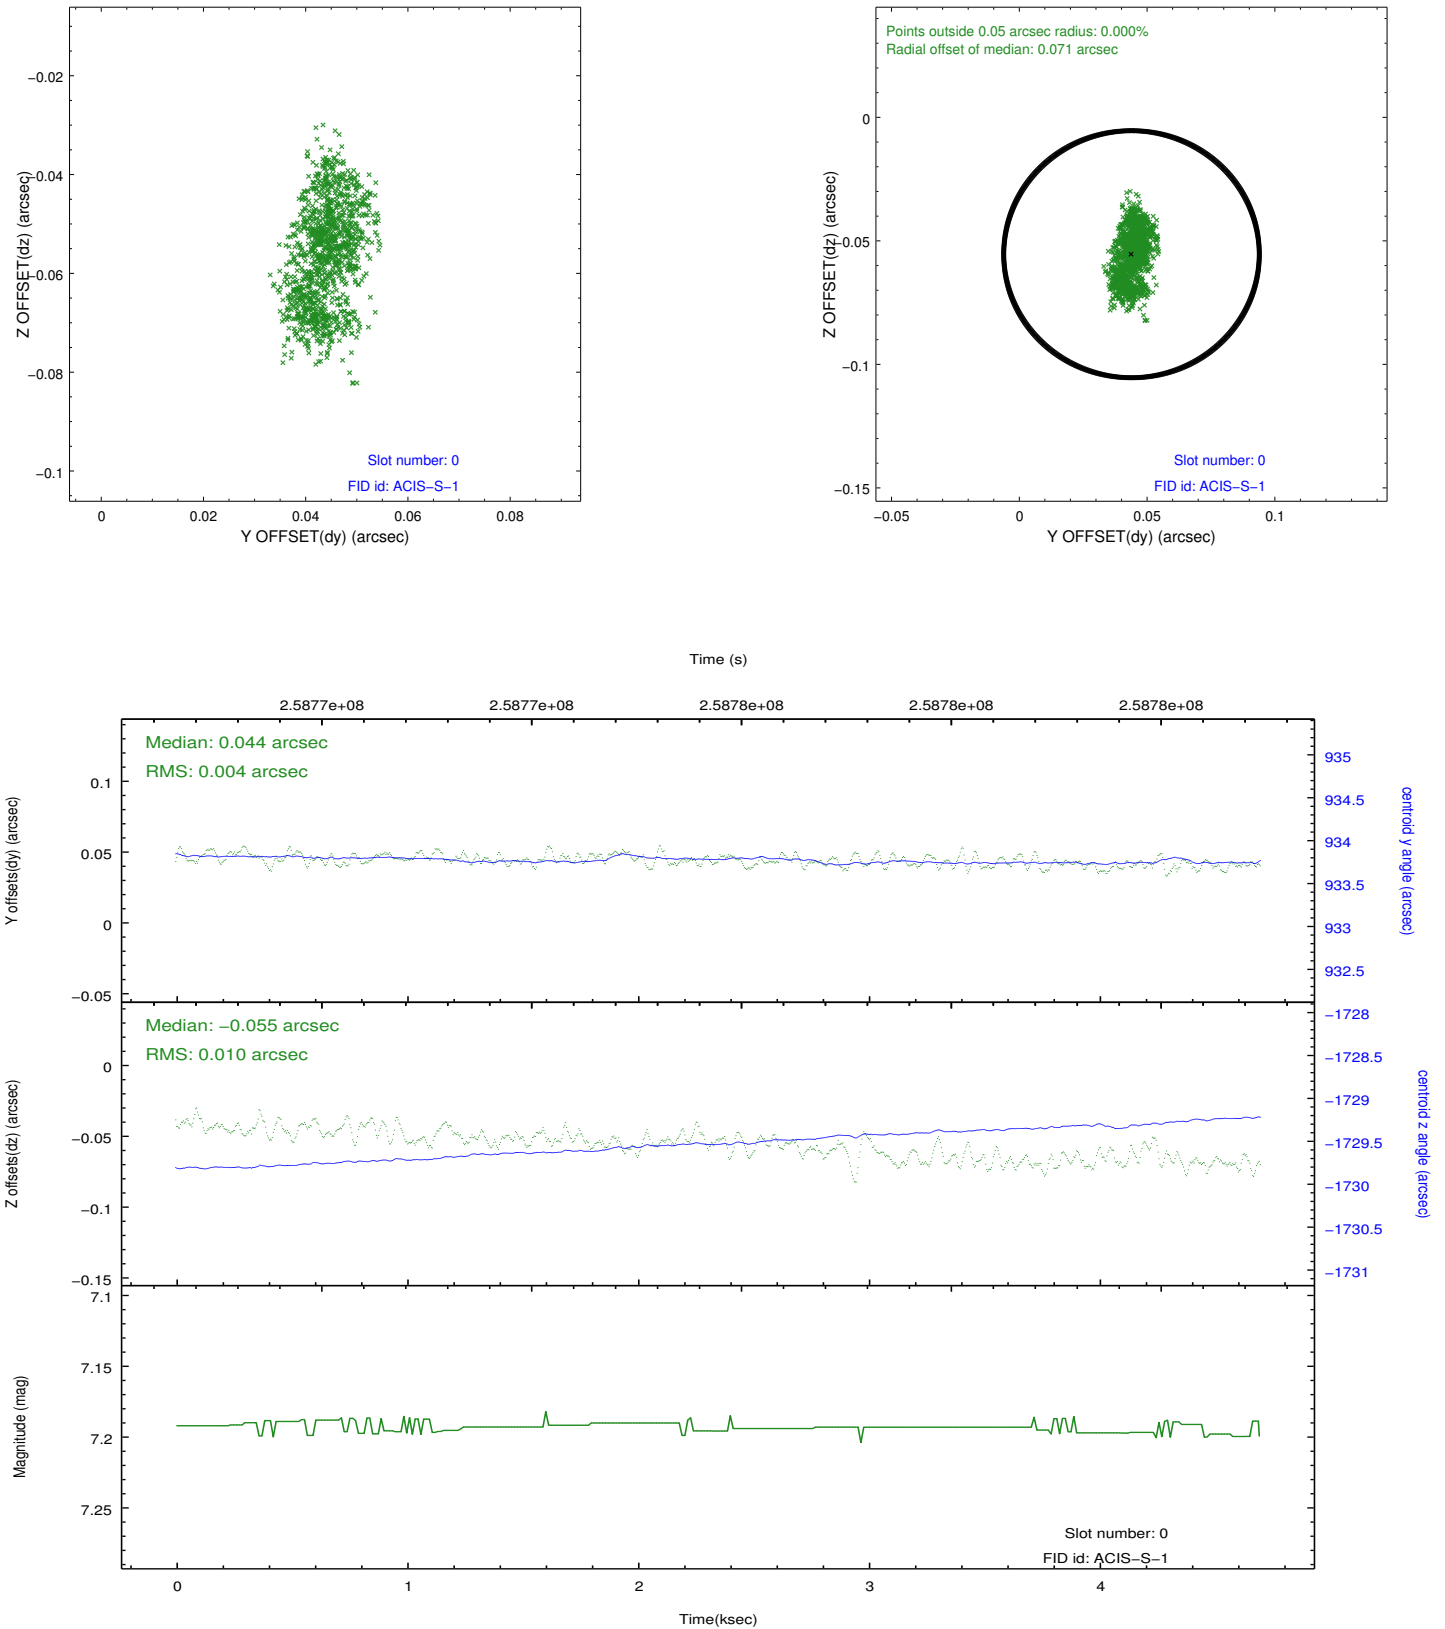 −0.02
−0.04
−0.06
−0.08
−0.1
Z OFFSET(dz) (arcsec)
Slot number: 0
FID id: ACIS−S−1
0 0.02 0.04 0.06 0.08
Y OFFSET(dy) (arcsec)
Points outside 0.05 arcsec radius: 0.000%
Radial offset of median: 0.071 arcsec
0
−0.05
−0.1
−0.15
Z OFFSET(dz) (arcsec)
Slot number: 0
FID id: ACIS−S−1
−0.05 0 0.05 0.1
Y OFFSET(dy) (arcsec)
Time (s)
2.5877e+08 2.5877e+08 2.5878e+08 2.5878e+08 2.5878e+08
Median: 0.044 arcsec
RMS: 0.004 arcsec
0.1
0.05
0
−0.05
Y offsets(dy) (arcsec)
935
934.5
934
933.5
933
932.5
centroid y angle (arcsec)
Median: −0.055 arcsec
RMS: 0.010 arcsec
0
−0.05
−0.1
−0.15
Z offsets(dz) (arcsec)
−1728
−1728.5
−1729
−1729.5
−1730
−1730.5
−1731
centroid z angle (arcsec)
7.1
7.15
7.2
7.25
Magnitude (mag)
Slot number: 0
FID id: ACIS−S−1
0 1 2 3 4
Time(ksec)